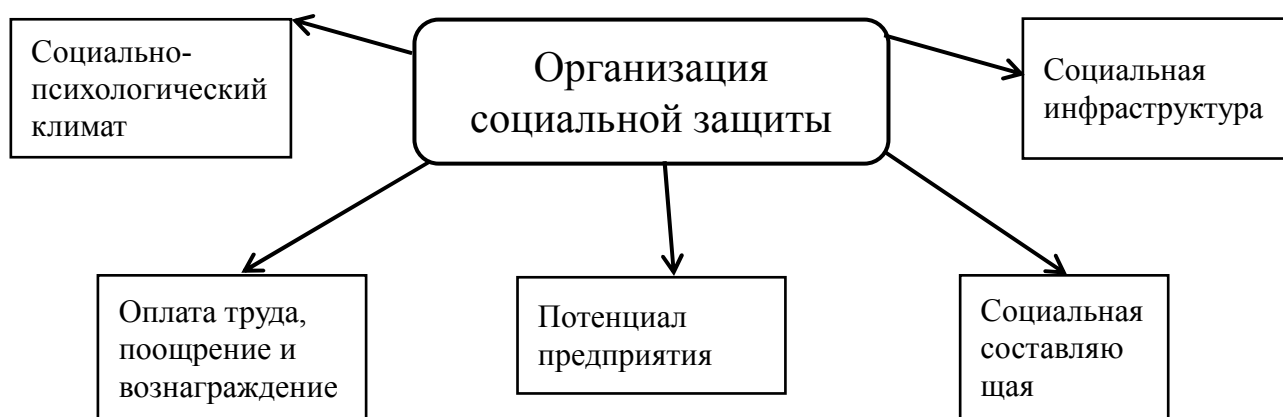 Социально-
психологический
климат
Организация
социальной защиты
Социальная
инфраструктура
Оплата труда,
поощрение и
вознаграждение
Потенциал
предприятия
Социальная
составляю
щая